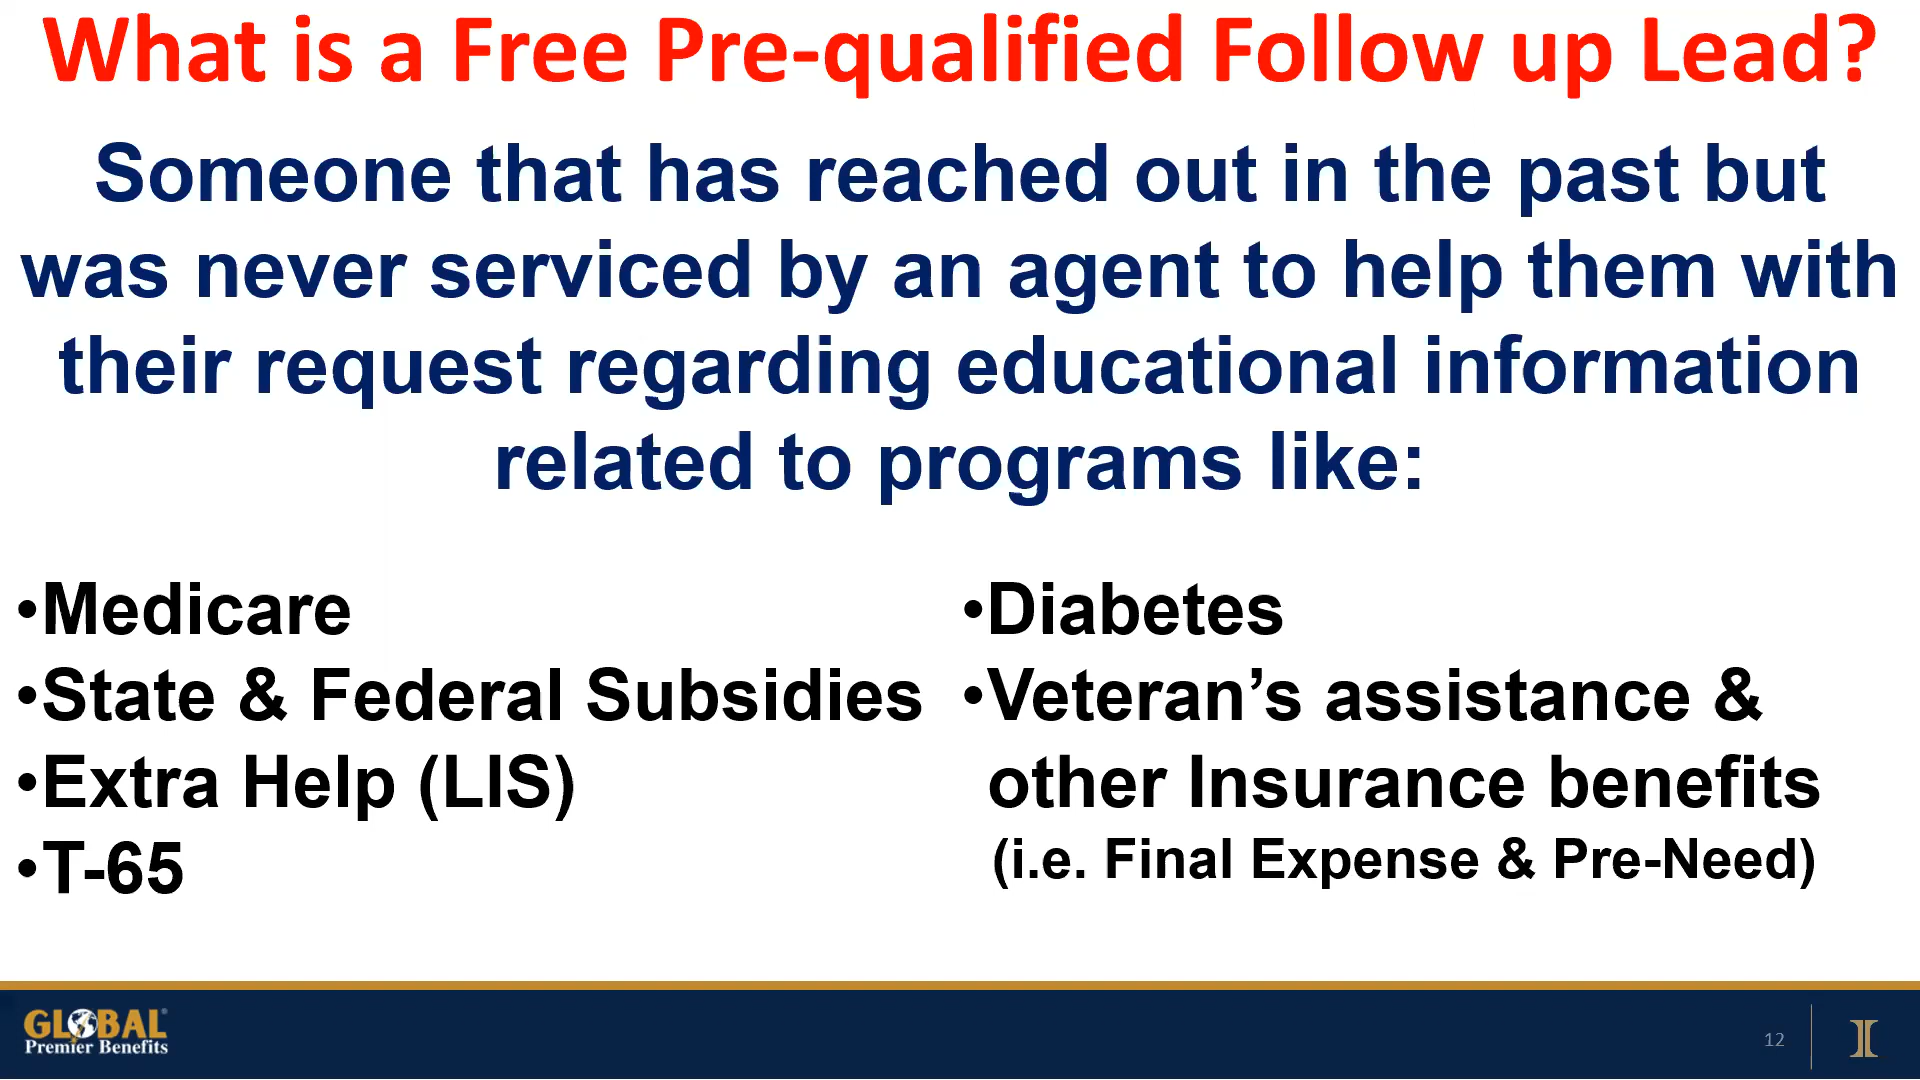 What is a Free Pre-qualified Follow up Lead?
Someone that has reached out in the past but
was never serviced by an agent to help them with
their request regarding educational information
related to programs like:
•Medicare
•State & Federal Subsidies
•Extra Help (LIS)
•T-65
•Diabetes
•Veteran’s assistance &
other Insurance benefits
(i.e. Final Expense & Pre-Need)
GLOBAL
Premier Benefits
12